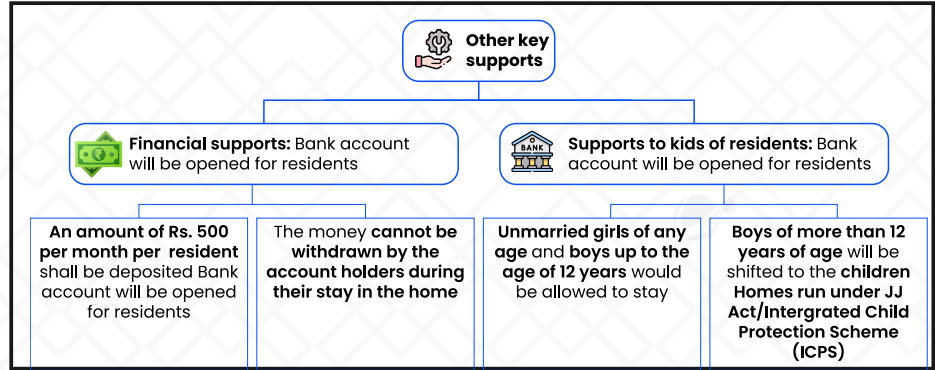 Other key
supports
Financial supports: Bank account
will be opened for residents
BANK
Supports to kids of residents: Bank
account will be opened for residents
An amount of Rs. 500
per month per resident
shall be deposited Bank
account will be opened
for residents
The money cannot be
withdrawn by the
account holders during
their stay in the home
Unmarried girls of any
age and boys up to the
age of 12 years would
be allowed to stay
Boys of more than 12
years of age will be
shifted to the children
Homes run under JJ
Act/Intergrated Child
Protection Scheme
(ICPS)